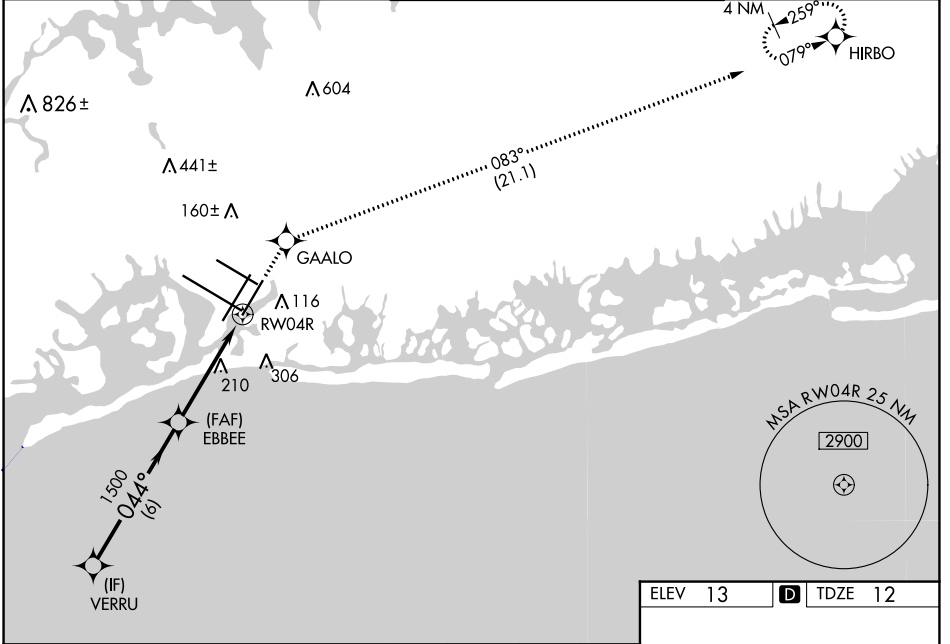 4 NM
259°
079°
HIRBO
604
826±
441±
083°
(21.1)
160±
GAALO
116
RW04R
306
210
(FAF)
EBBEE
MSA RW04R 25 NM
2900
1500
044°
(6)
(IF)
VERRU
ELEV 13 D TDZE 12